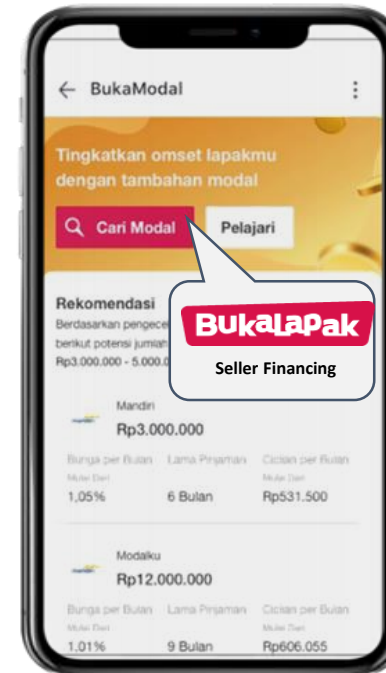 BukaModal
Tingkatkan omset lapakmu
dengan tambahan modal
Cari Modal
Pelajari
Rekomendasi
Berdasarkan
berikut potensi
Rp3.000.000 - 5.000.0
BukaLaPak
Seller Financing
Mandiri
Rp3.000.000
Bunga per Bulan Lama Pinjaman Cicilan per Bulan
Mulai Dari Mulai Dari
1,05% 6 Bulan Rp531.500
Modalku
Rp12.000.000
Bunga per Bulan Lama Pinjaman Cicilan per Bulan
Mulai Dari Mulai Dari
1.01% 9 Bulan Rp606.055